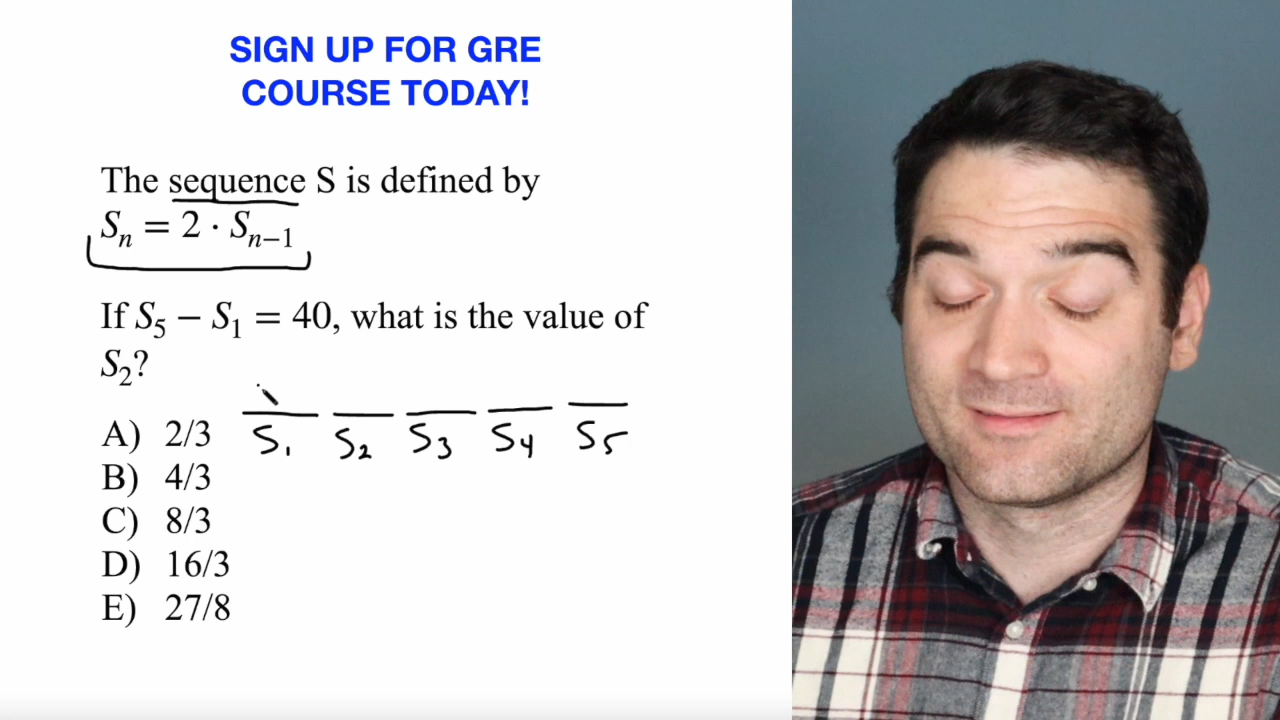 SIGN UP FOR GRE
COURSE TODAY!
The sequence S is defined by
Sₙ = 2 · Sₙ₋₁
If S₅ − S₁ = 40, what is the value of
S₂?
A) 2/3
B) 4/3
C) 8/3
D) 16/3
E) 27/8
S₁ S₂ S₃ S₄ S₅